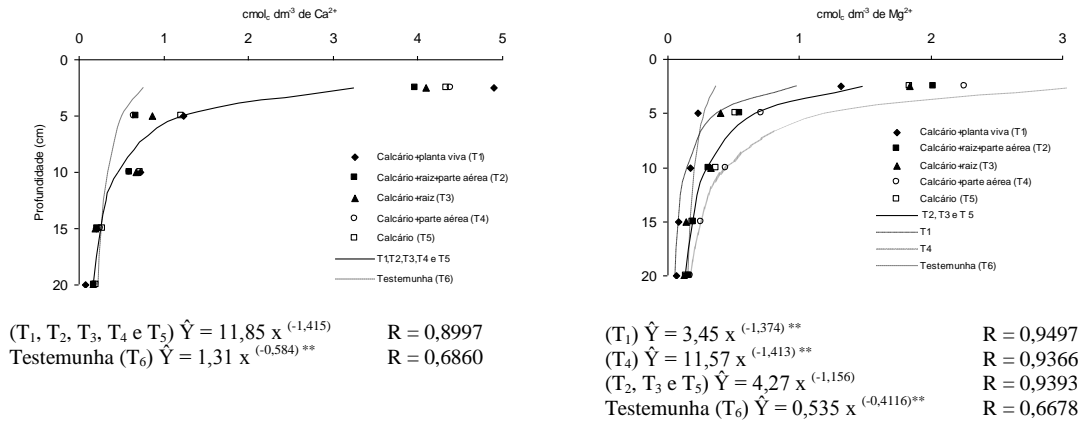 cmolc dm-3 de Ca2+
0 1 2 3 4 5
Profundidade (cm)
0
5
10
15
20
Calcário+planta viva (T1)
Calcário+raiz+parte aérea (T2)
Calcário+raiz (T3)
Calcário+parte aérea (T4)
Calcário (T5)
T1,T2,T3,T4 e T5
Testemunha (T6)
(T1, T2, T3, T4 e T5) Ŷ = 11,85 x (-1,415) R = 0,8997
Testemunha (T6) Ŷ = 1,31 x (-0,584) ** R = 0,6860
cmolc dm-3 de Mg2+
0 1 2 3
0
5
10
15
20
Calcário+planta viva (T1)
Calcário+raiz+parte aérea (T2)
Calcário+raiz (T3)
Calcário+parte aérea (T4)
Calcário (T5)
T2,T3 e T 5
T1
T4
Testemunha (T6)
(T1) Ŷ = 3,45 x (-1,374) ** R = 0,9497
(T4) Ŷ = 11,57 x (-1,413) ** R = 0,9366
(T2, T3 e T5) Ŷ = 4,27 x (-1,156) R = 0,9393
Testemunha (T6) Ŷ = 0,535 x (-0,4116)** R = 0,6678